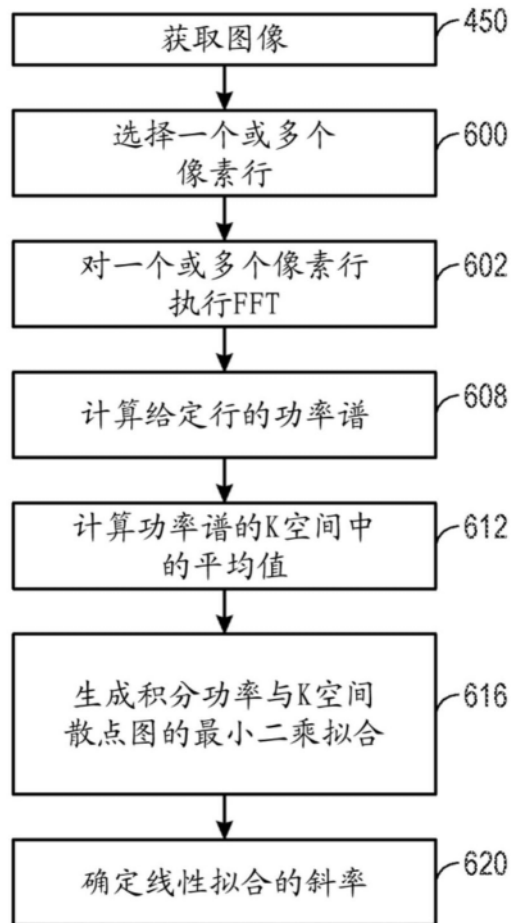 获取图像
450
选择一个或多个
像素行
600
对一个或多个像素行
执行FFT
602
计算给定行的功率谱
608
计算功率谱的K空间中
的平均值
612
生成积分功率与K空间
散点图的最小二乘拟合
616
确定线性拟合的斜率
620